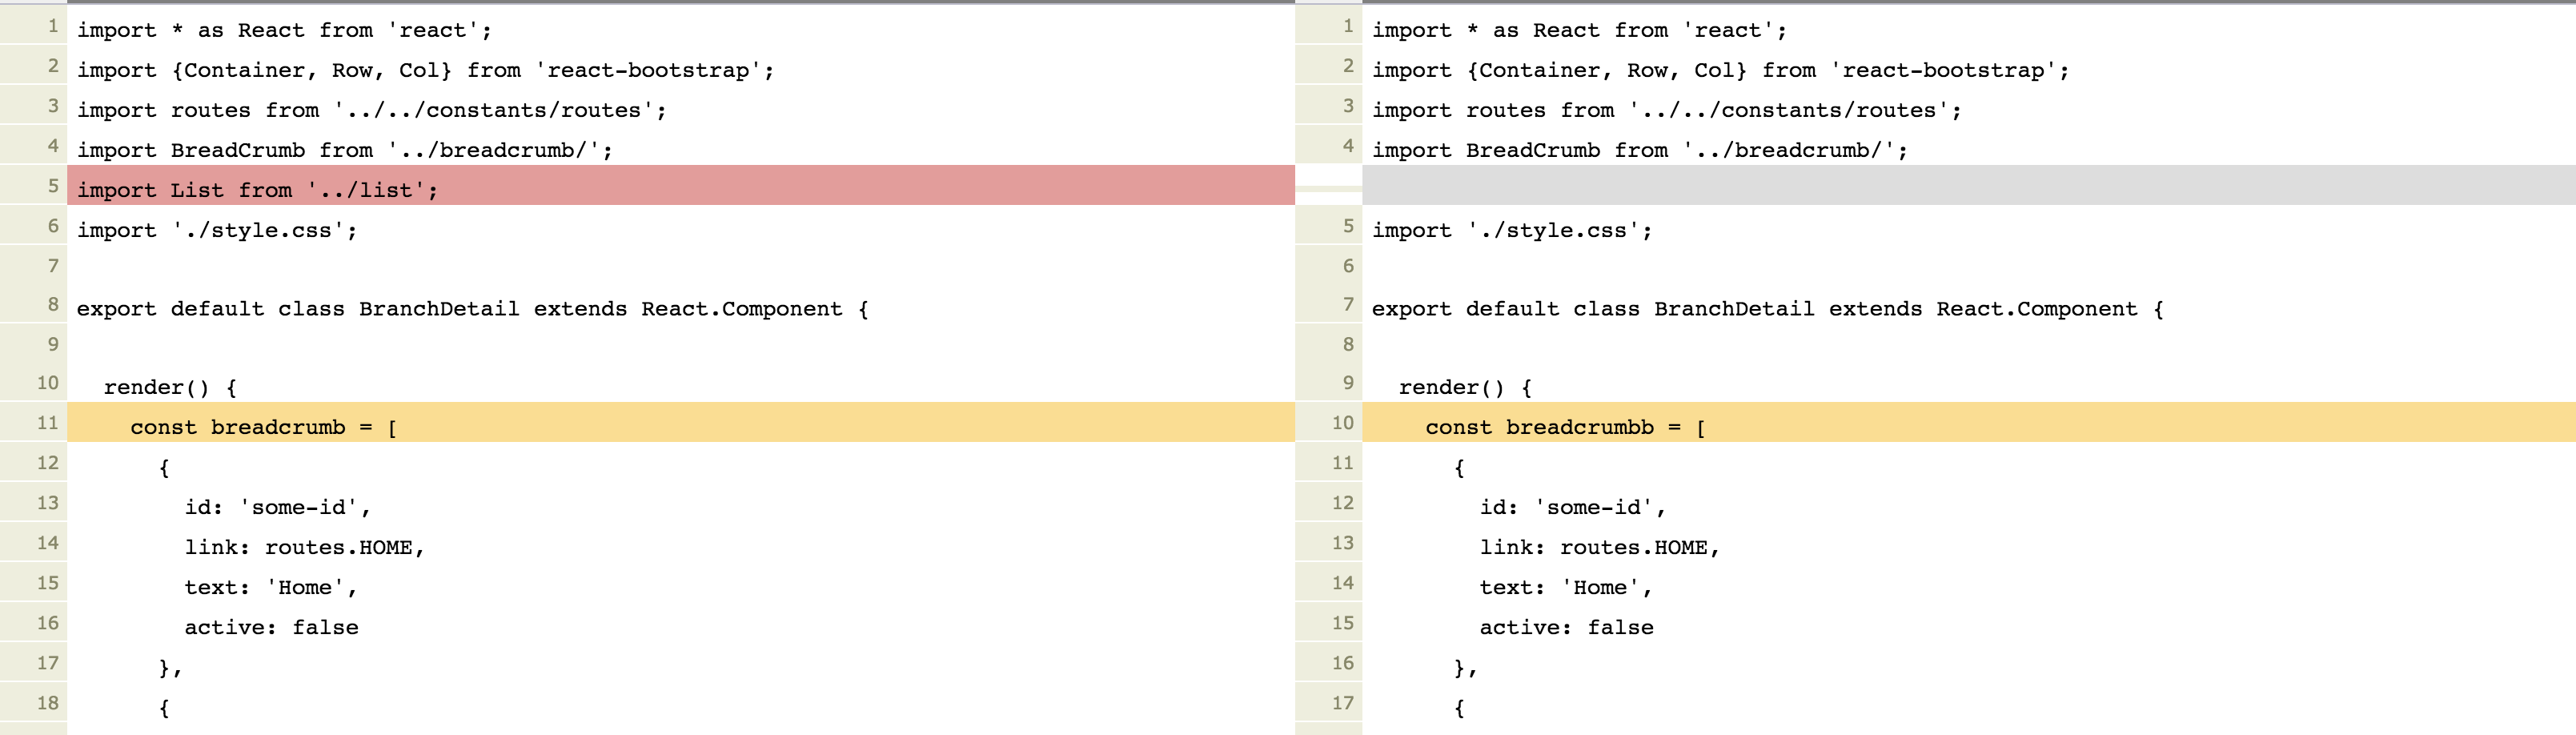 1 import * as React from 'react';
2 import {Container, Row, Col} from 'react-bootstrap';
3 import routes from '../../constants/routes';
4 import BreadCrumb from '../breadcrumb/';
5 import List from '../list';
6 import './style.css';
7
8 export default class BranchDetail extends React.Component {
9
10 render() {
11 const breadcrumb = [
12 {
13 id: 'some-id',
14 link: routes.HOME,
15 text: 'Home',
16 active: false
17 },
18 {
1 import * as React from 'react';
2 import {Container, Row, Col} from 'react-bootstrap';
3 import routes from '../../constants/routes';
4 import BreadCrumb from '../breadcrumb/';
5 import './style.css';
6
7 export default class BranchDetail extends React.Component {
8
9 render() {
10 const breadcrumbb = [
11 {
12 id: 'some-id',
13 link: routes.HOME,
14 text: 'Home',
15 active: false
16 },
17 {